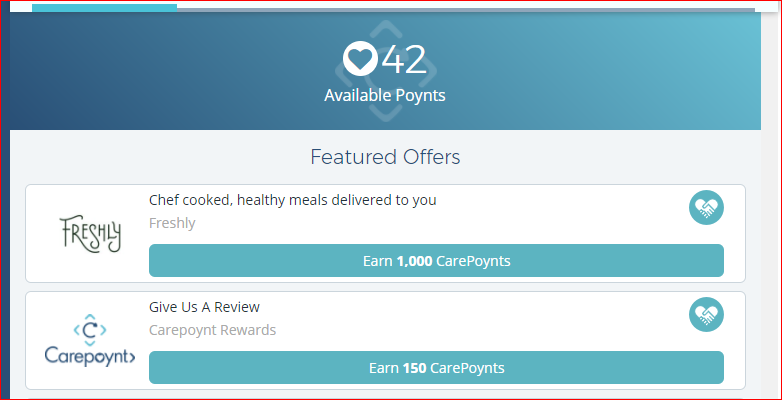 42
Available Poynts
Featured Offers
Chef cooked, healthy meals delivered to you
Freshly
FRESHLY
Earn 1,000 CarePoynts
Give Us A Review
Carepoynt Rewards
Carepoynt
Earn 150 CarePoynts